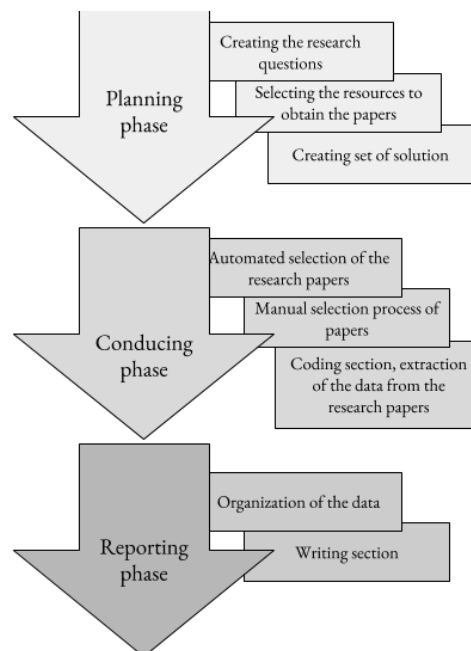 Creating the research
questions
Planning
phase
Selecting the resources to
obtain the papers
Creating set of solution
Automated selection of the
research papers
Manual selection process of
papers
Conducing
phase
Coding section, extraction
of the data from the
research papers
Organization of the data
Reporting
phase
Writing section